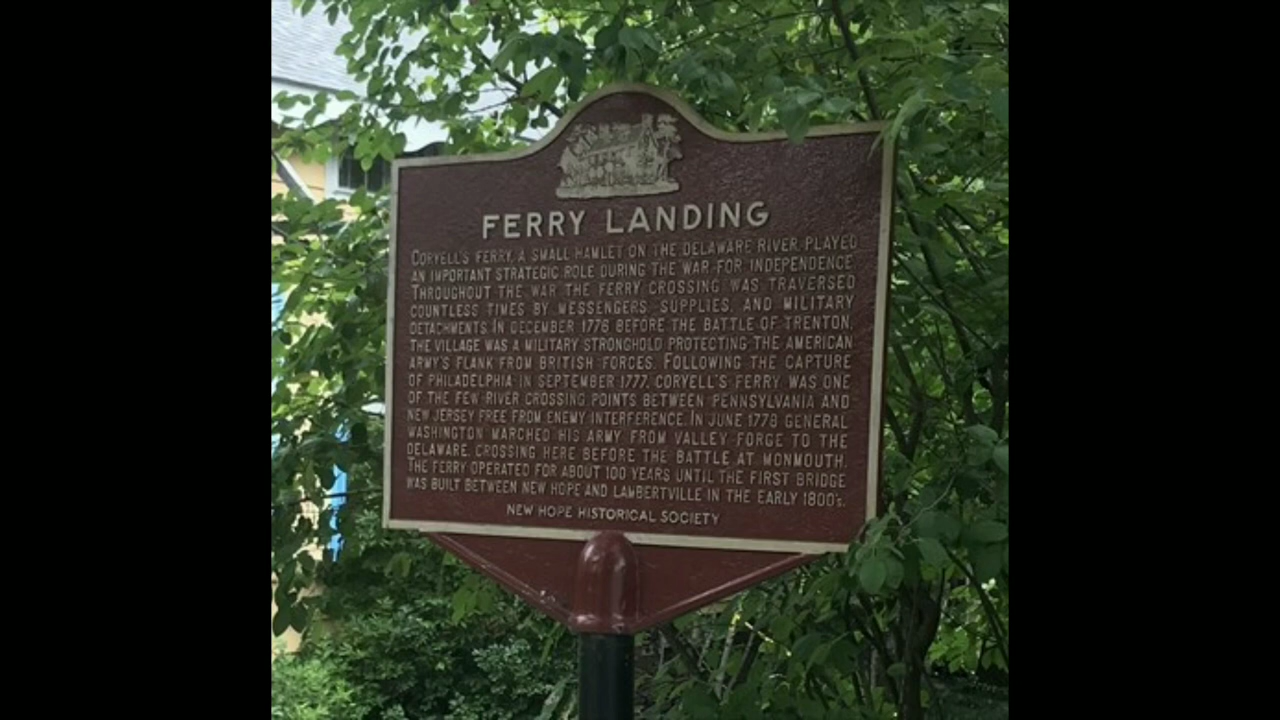 FERRY LANDING
CORYELL'S FERRY, A SMALL HAMLET ON THE DELAWARE RIVER, PLAYED
AN IMPORTANT STRATEGIC ROLE DURING THE WAR FOR INDEPENDENCE
THROUGHOUT THE WAR THE FERRY CROSSING WAS TRAVERSED
COUNTLESS TIMES BY MESSENGERS, SUPPLIES, AND MILITARY
DETACHMENTS. IN DECEMBER 1776 BEFORE THE BATTLE OF TRENTON,
THE VILLAGE WAS A MILITARY STRONGHOLD PROTECTING THE AMERICAN
ARMY'S FLANK FROM BRITISH FORCES. FOLLOWING THE CAPTURE
OF PHILADELPHIA IN SEPTEMBER 1777, CORYELL'S FERRY WAS ONE
OF THE FEW RIVER CROSSING POINTS BETWEEN PENNSYLVANIA AND
NEW JERSEY FREE FROM ENEMY INTERFERENCE. IN JUNE 1778 GENERAL
WASHINGTON MARCHED HIS ARMY FROM VALLEY FORGE TO THE
DELAWARE, CROSSING HERE BEFORE THE BATTLE AT MONMOUTH.
THE FERRY OPERATED FOR ABOUT 100 YEARS UNTIL THE FIRST BRIDGE
WAS BUILT BETWEEN NEW HOPE AND LAMBERTVILLE IN THE EARLY 1800's.
NEW HOPE HISTORICAL SOCIETY